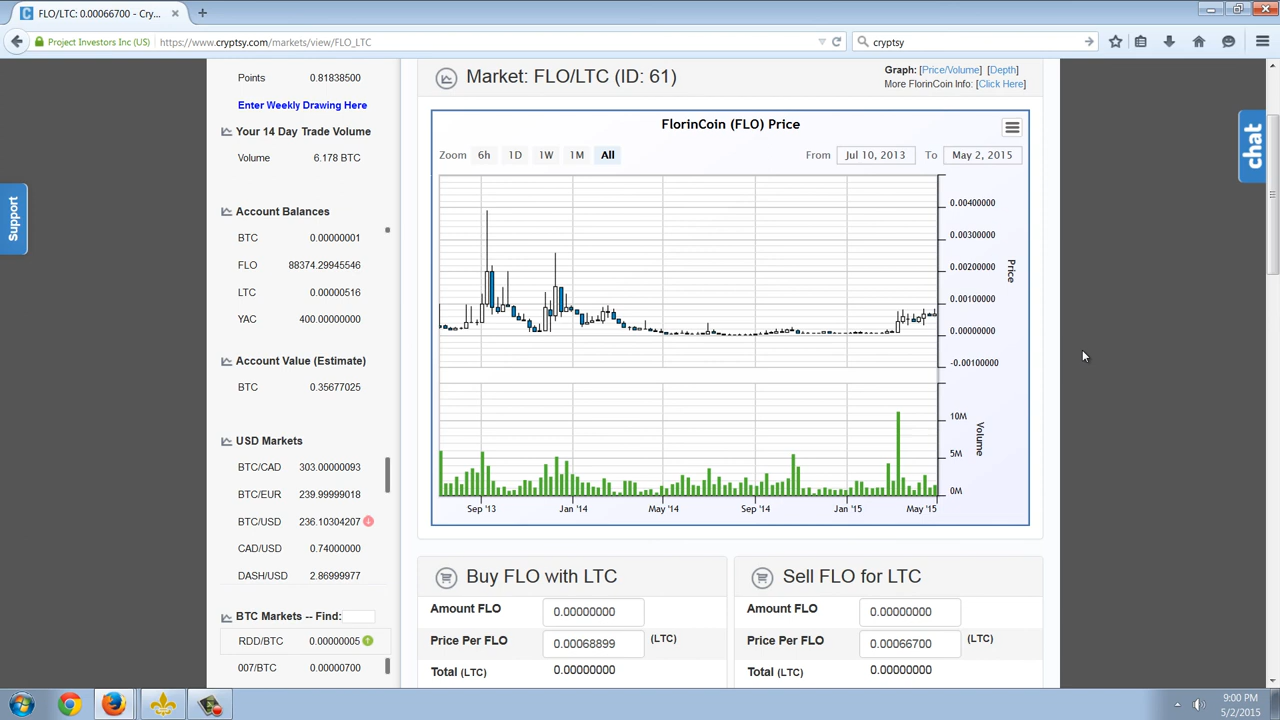 FLO/LTC: 0.00066700 - Cryp...
Project Investors Inc (US)
https://www.cryptsy.com/markets/view/FLO_LTC
cryptsy
Points 0.81838500
Enter Weekly Drawing Here
Your 14 Day Trade Volume
Volume 6.178 BTC
Account Balances
BTC 0.00000001
FLO 88374.29945546
LTC 0.00000516
YAC 400.00000000
Account Value (Estimate)
BTC 0.35677025
USD Markets
BTC/CAD 303.00000093
BTC/EUR 239.99999018
BTC/USD 236.10304207
CAD/USD 0.74000000
DASH/USD 2.86999977
BTC Markets -- Find:
RDD/BTC 0.00000005
007/BTC 0.00000700
Market: FLO/LTC (ID: 61)
Graph: [Price/Volume] [Depth]
More FlorinCoin Info: [Click Here]
FlorinCoin (FLO) Price
Zoom 6h 1D 1W 1M All
From Jul 10, 2013 To May 2, 2015
0.00400000
0.00300000
0.00200000
0.00100000
0.00000000
-0.00100000
Price
10M
5M
0M
Volume
Sep '13 Jan '14 May '14 Sep '14 Jan '15 May '15
Buy FLO with LTC
Amount FLO 0.00000000
Price Per FLO 0.00068899 (LTC)
Total (LTC) 0.00000000
Sell FLO for LTC
Amount FLO 0.00000000
Price Per FLO 0.00066700 (LTC)
Total (LTC) 0.00000000
Support
chat
9:00 PM
5/2/2015